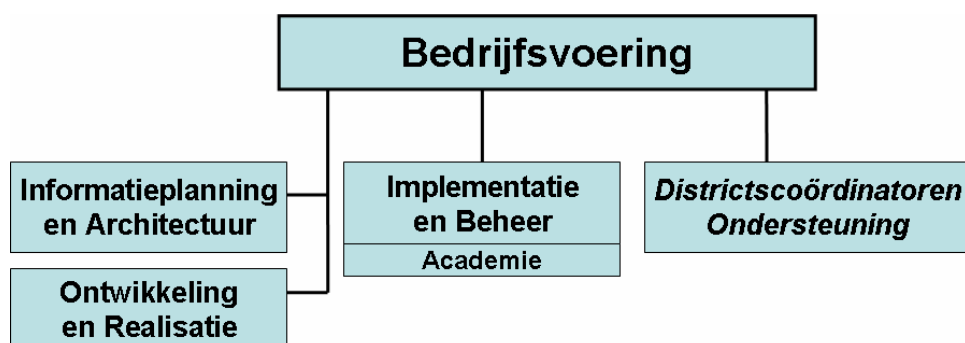 Bedrijfsvoering
Informatieplanning
en Architectuur
Implementatie
en Beheer
Academie
Districtscoördinatoren
Ondersteuning
Ontwikkeling
en Realisatie